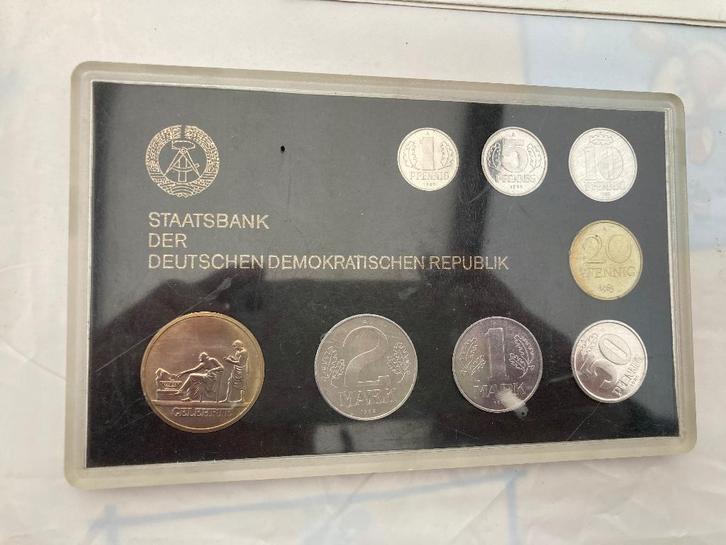 STAATSBANK
DER
DEUTSCHEN DEMOKRATISCHEN REPUBLIK
1
PFENNIG
5
PFENNIG
10
PFENNIG
20
PFENNIG
1983
2
MARK
1
MARK
50
PFENNIG